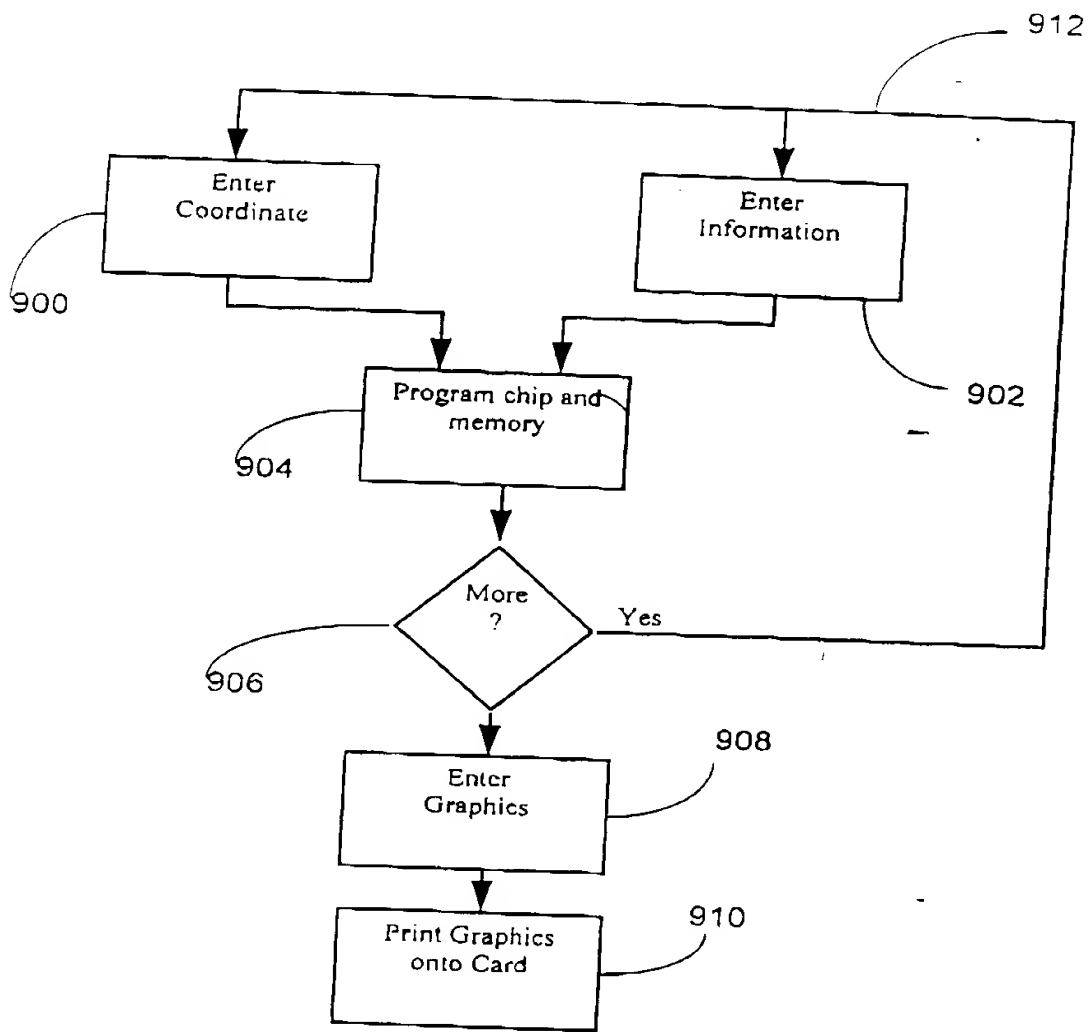 912
Enter
Coordinate
Enter
Information
900
902
Program chip and
memory
904
More
?
Yes
906
908
Enter
Graphics
910
Print Graphics
onto Card